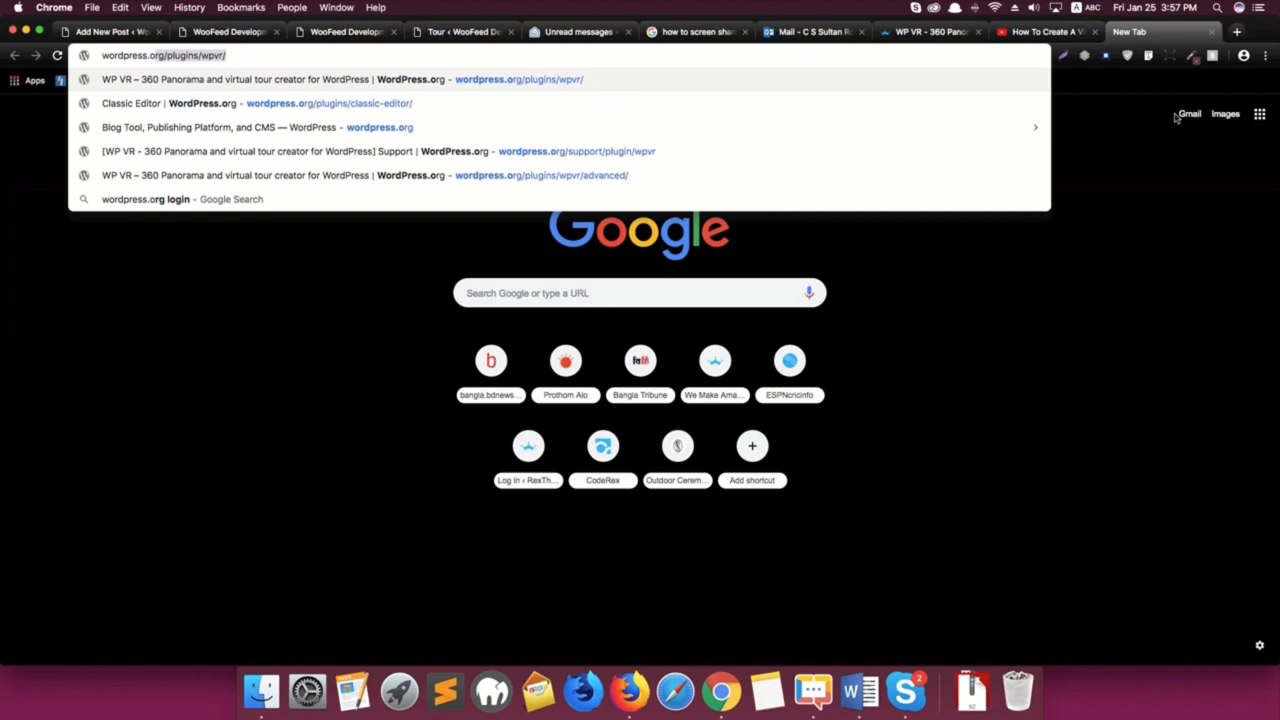 Chrome File Edit View History Bookmarks People Window Help ABC Fri Jan 25 3:57 PM
Add New Post ‹ Wo WooFeed Develop WooFeed Develop Tour ‹ WooFeed De Unread messages - how to screen shar Mail - C S Sultan R WP VR - 360 Pano How To Create A V New Tab
wordpress.org/plugins/wpvr/
Apps
WP VR – 360 Panorama and virtual tour creator for WordPress | WordPress.org - wordpress.org/plugins/wpvr/
Classic Editor | WordPress.org - wordpress.org/plugins/classic-editor/
Blog Tool, Publishing Platform, and CMS — WordPress - wordpress.org
[WP VR - 360 Panorama and virtual tour creator for WordPress] Support | WordPress.org - wordpress.org/support/plugin/wpvr
WP VR – 360 Panorama and virtual tour creator for WordPress | WordPress.org - wordpress.org/plugins/wpvr/advanced/
wordpress.org login - Google Search
Gmail Images
Google
Search Google or type a URL
bangla.bdnews... Prothom Alo Bangla Tribune We Make Ama... ESPNcricinfo
Log In ‹ RexTh... CodeRex Outdoor Cerem... Add shortcut
2